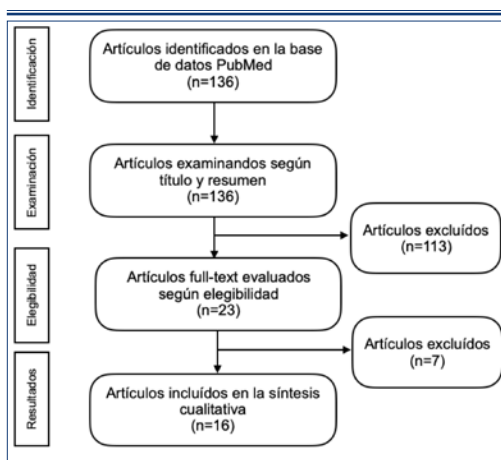 Identificación
Artículos identificados en la base
de datos PubMed
(n=136)
Examinación
Artículos examinandos según
título y resumen
(n=136)
Artículos excluídos
(n=113)
Elegibilidad
Artículos full-text evaluados
según elegibilidad
(n=23)
Artículos excluídos
(n=7)
Resultados
Artículos incluídos en la síntesis
cualitativa
(n=16)